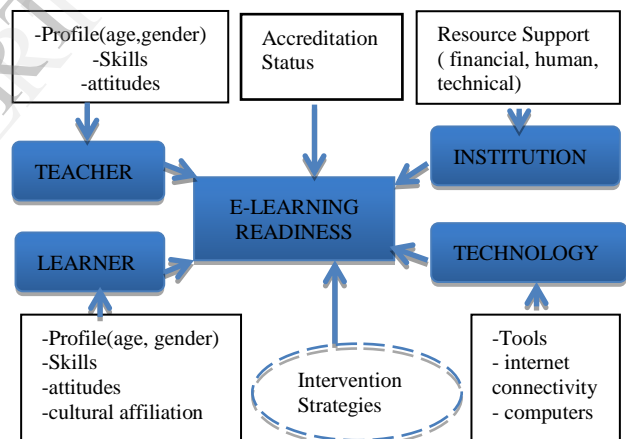 -Profile(age,gender)
-Skills
-attitudes
Accreditation
Status
Resource Support
( financial, human,
technical)
TEACHER
INSTITUTION
E-LEARNING
READINESS
LEARNER
TECHNOLOGY
-Profile(age, gender)
-Skills
-attitudes
-cultural affiliation
Intervention
Strategies
-Tools
- internet
connectivity
- computers